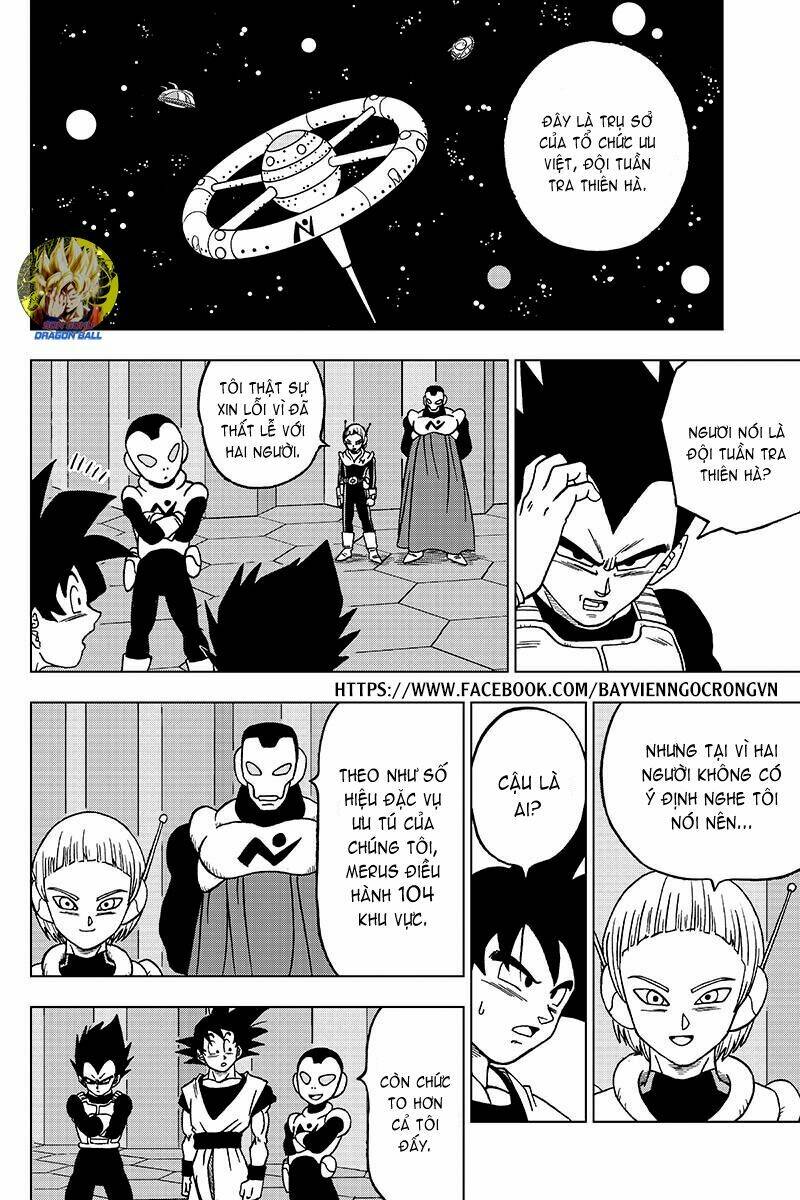 ĐÂY LÀ TRỤ SỞ
CỦA TỔ CHỨC ƯU
VIỆT, ĐỘI TUẦN
TRA THIÊN HÀ.
SON GOKU
DRAGON BALL
NGƯƠI NÓI LÀ
ĐỘI TUẦN TRA
THIÊN HÀ?
TÔI THẬT SỰ
XIN LỖI VÌ ĐÃ
THẤT LỄ VỚI
HAI NGƯỜI.
HTTPS://WWW.FACEBOOK.COM/BAYVIENNGOCRONGVN
NHƯNG TẠI VÌ HAI
NGƯỜI KHÔNG CÓ
Ý ĐỊNH NGHE TÔI
NÓI NÊN...
CẬU LÀ
AI?
THEO NHƯ SỐ
HIỆU ĐẶC VỤ
ƯU TÚ CỦA
CHÚNG TÔI,
MERUS ĐIỀU
HÀNH 104
KHU VỰC.
CÒN CHỨC
TO HƠN
CẢ TÔI
ĐẤY.